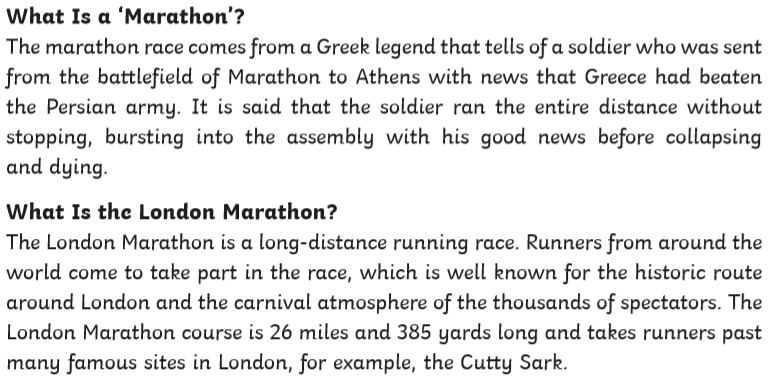 What Is a ‘Marathon’?
The marathon race comes from a Greek legend that tells of a soldier who was sent
from the battlefield of Marathon to Athens with news that Greece had beaten
the Persian army. It is said that the soldier ran the entire distance without
stopping, bursting into the assembly with his good news before collapsing
and dying.
What Is the London Marathon?
The London Marathon is a long-distance running race. Runners from around the
world come to take part in the race, which is well known for the historic route
around London and the carnival atmosphere of the thousands of spectators. The
London Marathon course is 26 miles and 385 yards long and takes runners past
many famous sites in London, for example, the Cutty Sark.